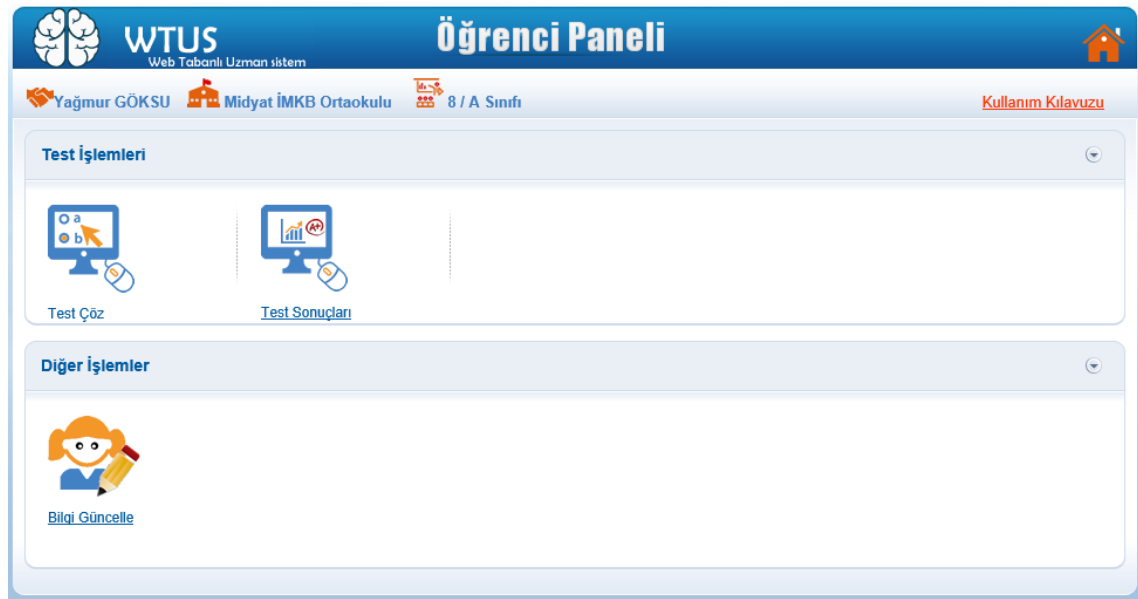 WTUS
Web Tabanlı Uzman sistem
Öğrenci Paneli
Yağmur GÖKSU Midyat İMKB Ortaokulu 8 / A Sınıfı Kullanım Kılavuzu
Test İşlemleri
a
b
A+
Test Çöz Test Sonuçları
Diğer İşlemler
Bilgi Güncelle